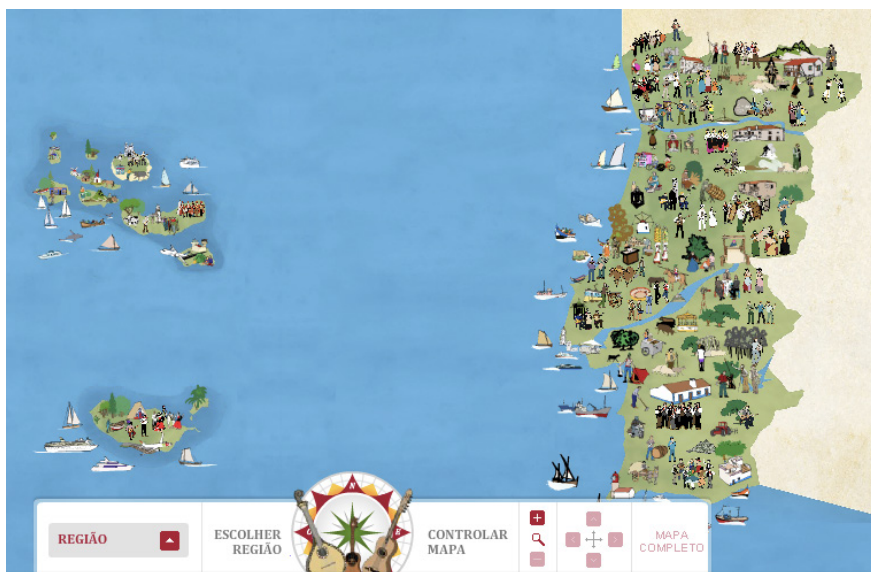 N
REGIÃO
ESCOLHER
REGIÃO
CONTROLAR
MAPA
MAPA
COMPLETO